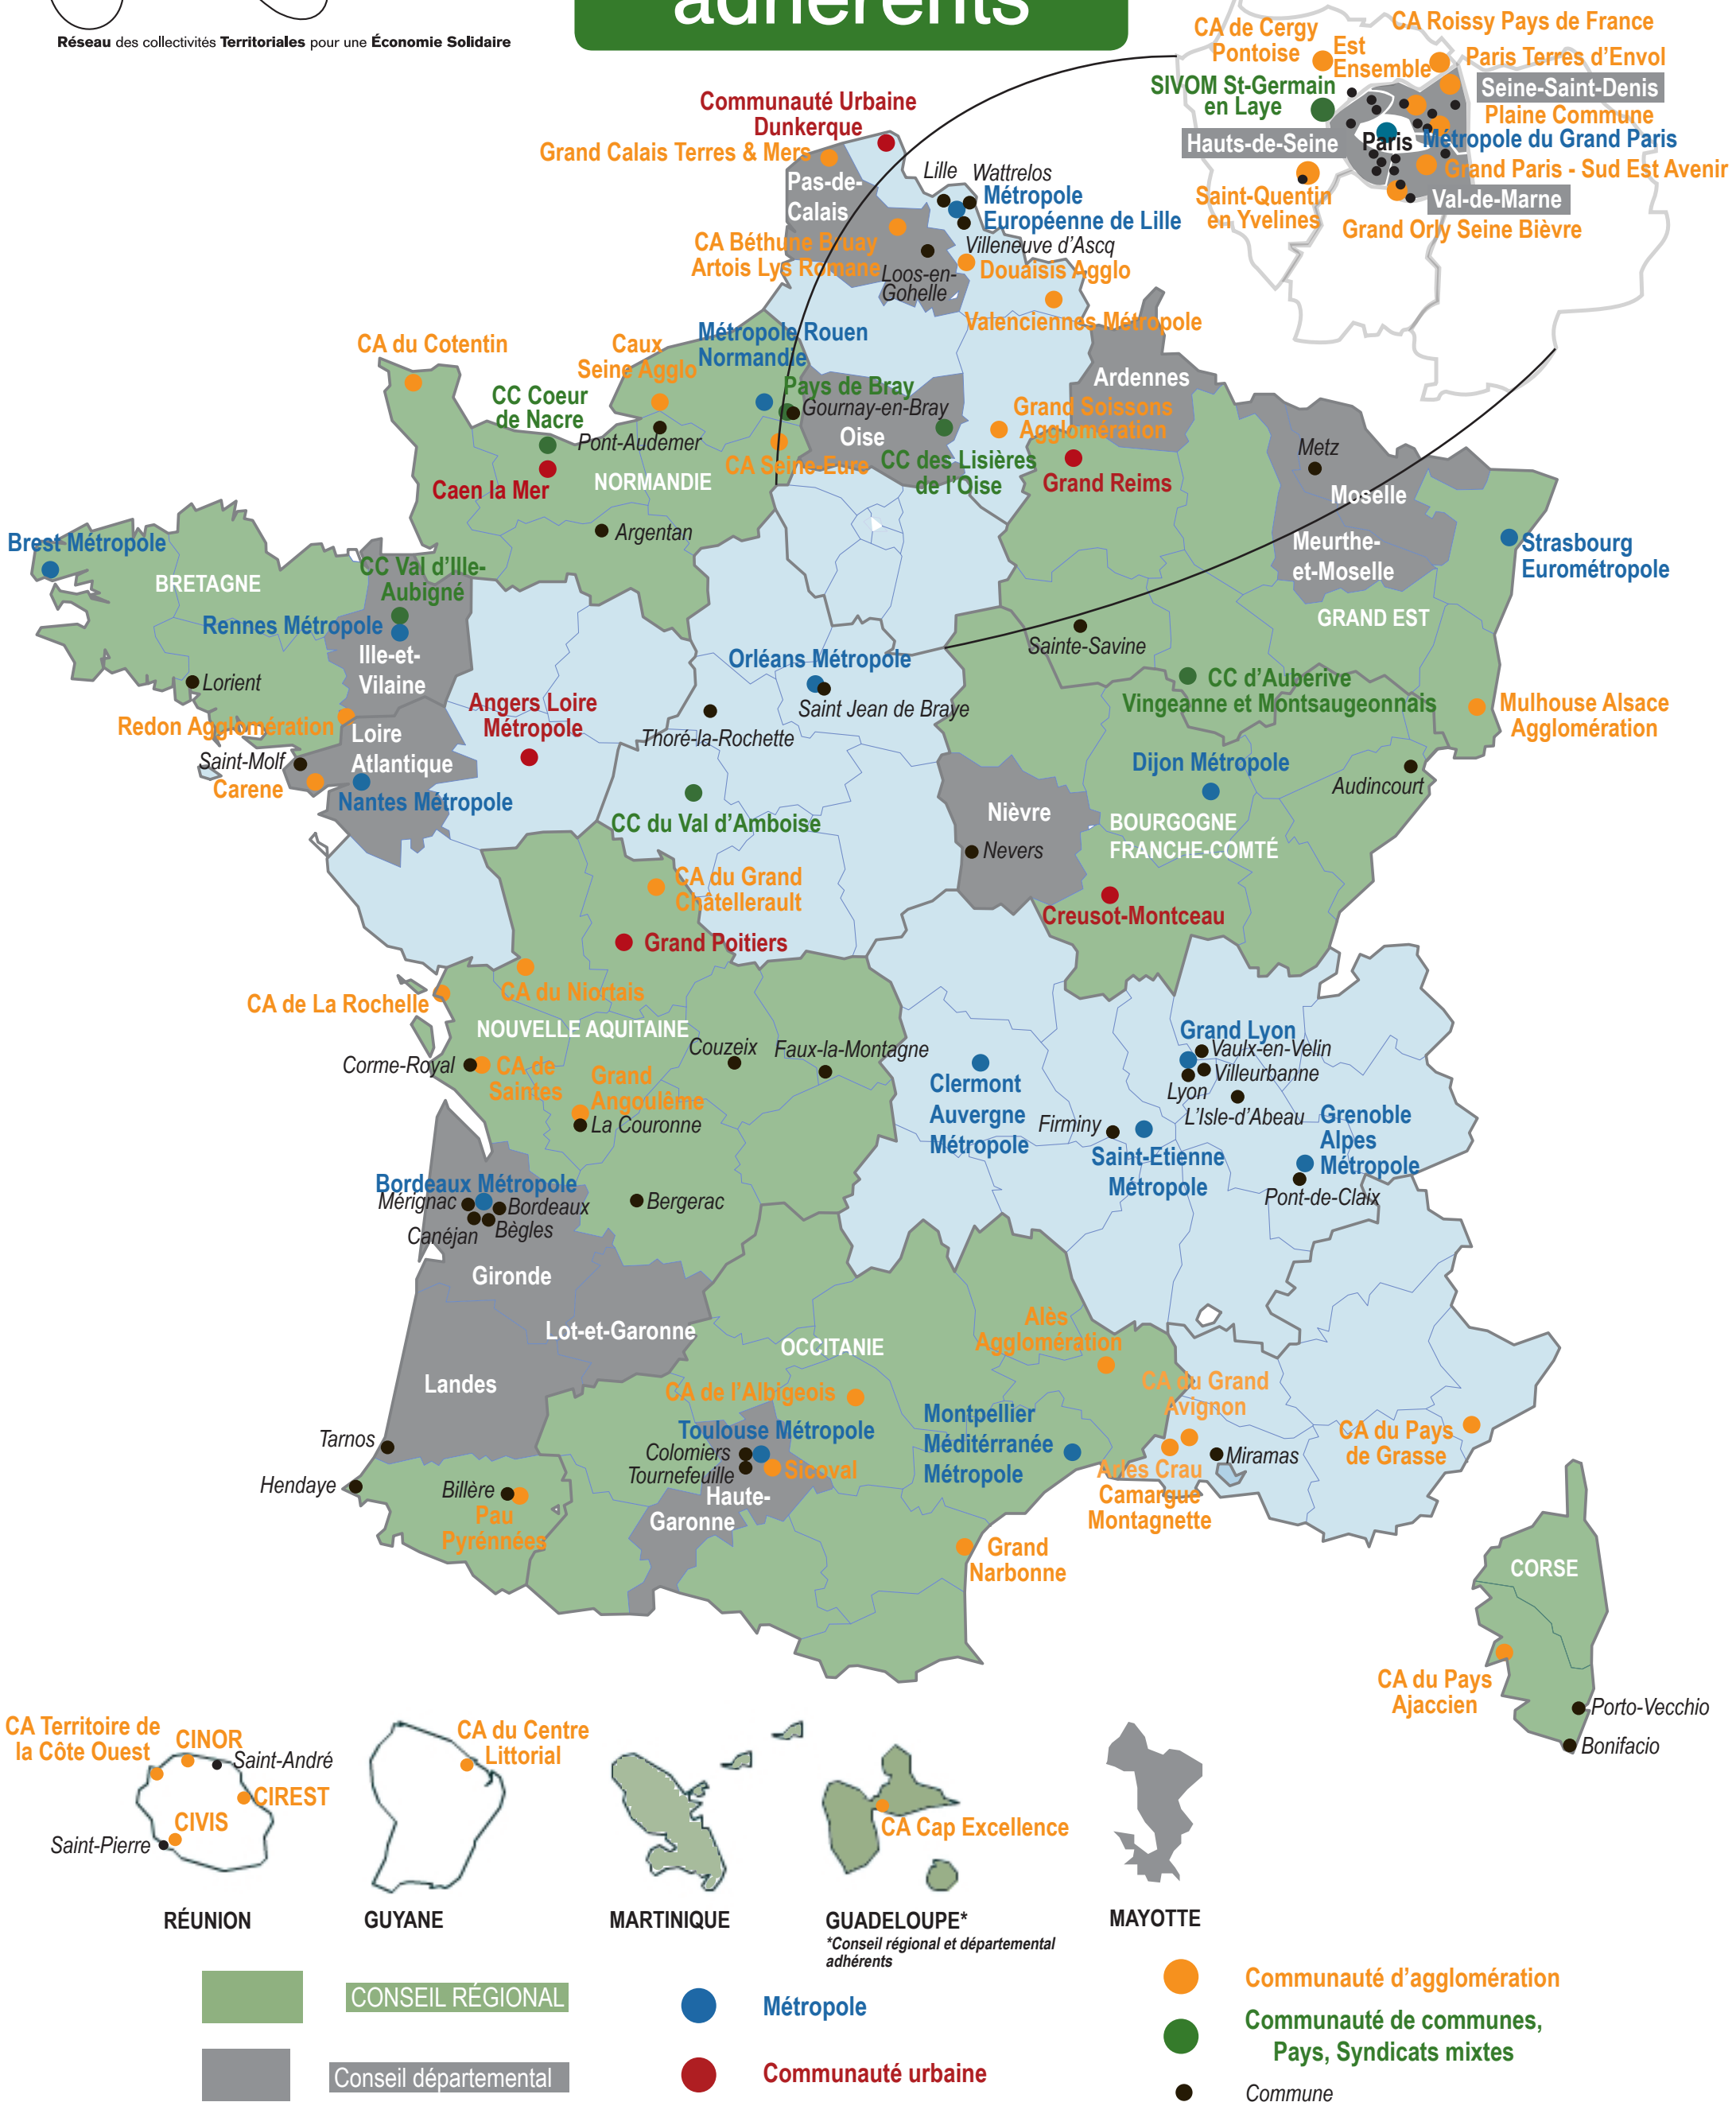 adhérents
Réseau des collectivités Territoriales pour une Économie Solidaire
CA de Cergy
Pontoise
CA Roissy Pays de France
Est
Ensemble
Paris Terres d’Envol
SIVOM St-Germain
en Laye
Seine-Saint-Denis
Plaine Commune
Hauts-de-Seine
Paris
Métropole du Grand Paris
Grand Paris - Sud Est Avenir
Saint-Quentin
en Yvelines
Val-de-Marne
Grand Orly Seine Bièvre
Communauté Urbaine
Dunkerque
Grand Calais Terres & Mers
Pas-de-
Calais
Lille
Wattrelos
Métropole
Européenne de Lille
CA Béthune Bruay
Artois Lys Romane
Villeneuve d’Ascq
Loos-en-
Gohelle
Douaisis Agglo
Valenciennes Métropole
CA du Cotentin
Caux
Seine Agglo
Métropole Rouen
Normandie
CC Coeur
de Nacre
Pays de Bray
Gournay-en-Bray
Ardennes
Pont-Audemer
Oise
Grand Soissons
Agglomération
CA Seine-Eure
CC des Lisières
de l’Oise
Caen la Mer
NORMANDIE
Grand Reims
Metz
Moselle
Argentan
Meurthe-
et-Moselle
Strasbourg
Eurométropole
Brest Métropole
BRETAGNE
CC Val d’Ille-
Aubigné
Rennes Métropole
GRAND EST
Ille-et-
Vilaine
Sainte-Savine
Orléans Métropole
Lorient
CC d’Auberive
Vingeanne et Montsaugeonnais
Saint Jean de Braye
Angers Loire
Métropole
Mulhouse Alsace
Agglomération
Redon Agglomération
Loire
Atlantique
Thoré-la-Rochette
Saint-Molf
Carene
Nantes Métropole
Dijon Métropole
Audincourt
CC du Val d’Amboise
Nièvre
BOURGOGNE
FRANCHE-COMTÉ
Nevers
CA du Grand
Châtellerault
Creusot-Montceau
Grand Poitiers
CA du Niortais
CA de La Rochelle
NOUVELLE AQUITAINE
Couzeix
Faux-la-Montagne
Grand Lyon
Vaulx-en-Velin
Villeurbanne
Lyon
L’Isle-d’Abeau
Corme-Royal
CA de
Saintes
Grand
Angoulême
La Couronne
Clermont
Auvergne
Métropole
Firminy
Saint-Etienne
Métropole
Grenoble
Alpes
Métropole
Pont-de-Claix
Bordeaux Métropole
Mérignac
Bordeaux
Bègles
Canéjan
Bergerac
Gironde
Lot-et-Garonne
Landes
OCCITANIE
Alès
Agglomération
CA de l’Albigeois
CA du Grand
Avignon
Toulouse Métropole
Montpellier
Méditérranée
Métropole
CA du Pays
de Grasse
Tarnos
Colomiers
Tournefeuille
Sicoval
Miramas
Arles Crau
Camargue
Montagnette
Hendaye
Billère
Pau
Pyrénnées
Haute-
Garonne
Grand
Narbonne
CORSE
CA du Pays
Ajaccien
Porto-Vecchio
Bonifacio
CA Territoire de
la Côte Ouest
CINOR
Saint-André
CIREST
CIVIS
Saint-Pierre
CA du Centre
Littorial
CA Cap Excellence
RÉUNION
GUYANE
MARTINIQUE
GUADELOUPE*
*Conseil régional et départemental
adhérents
MAYOTTE
CONSEIL RÉGIONAL
Conseil départemental
Métropole
Communauté urbaine
Communauté d’agglomération
Communauté de communes,
Pays, Syndicats mixtes
Commune